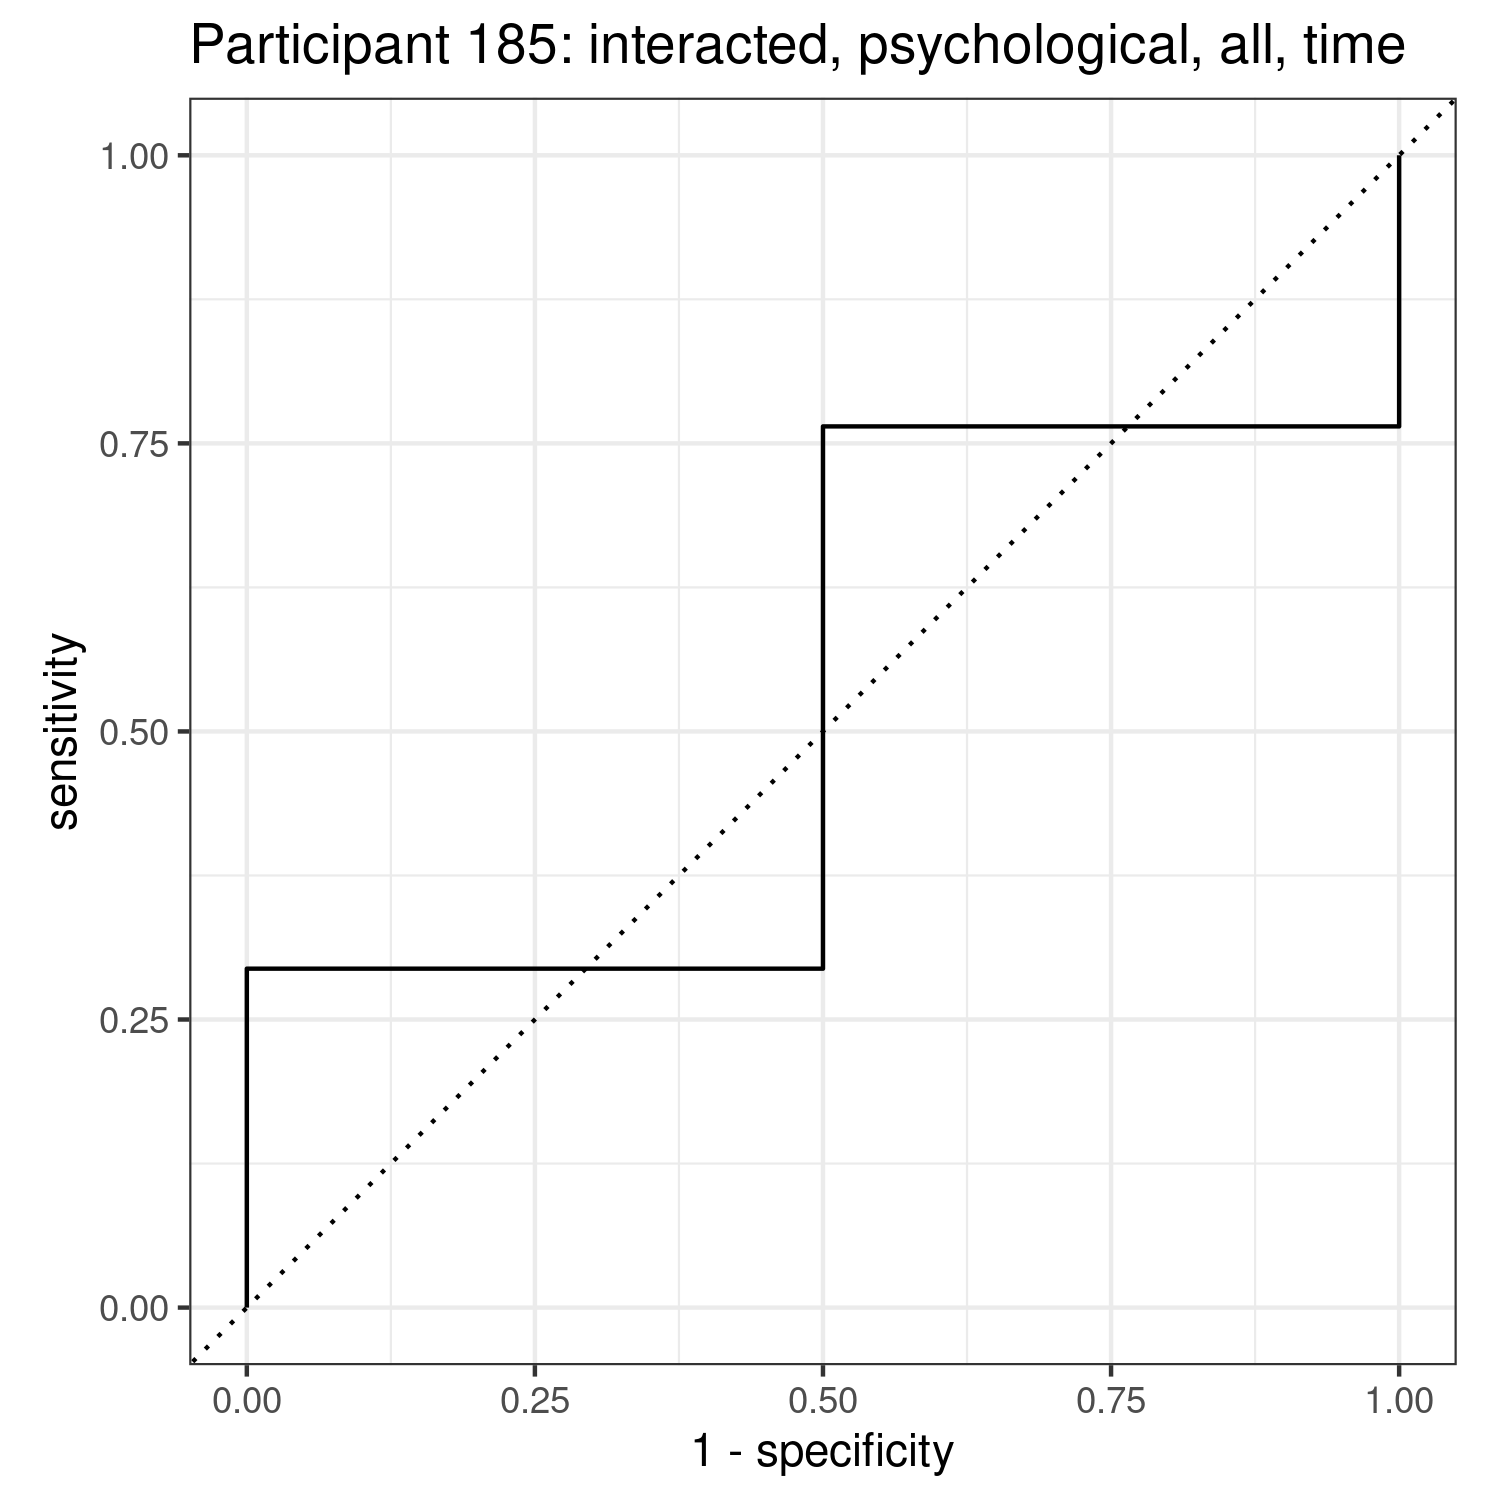 Participant 185: interacted, psychological, all, time
1.00
0.75
0.50
0.25
0.00
sensitivity
0.00 0.25 0.50 0.75 1.00
1 - specificity